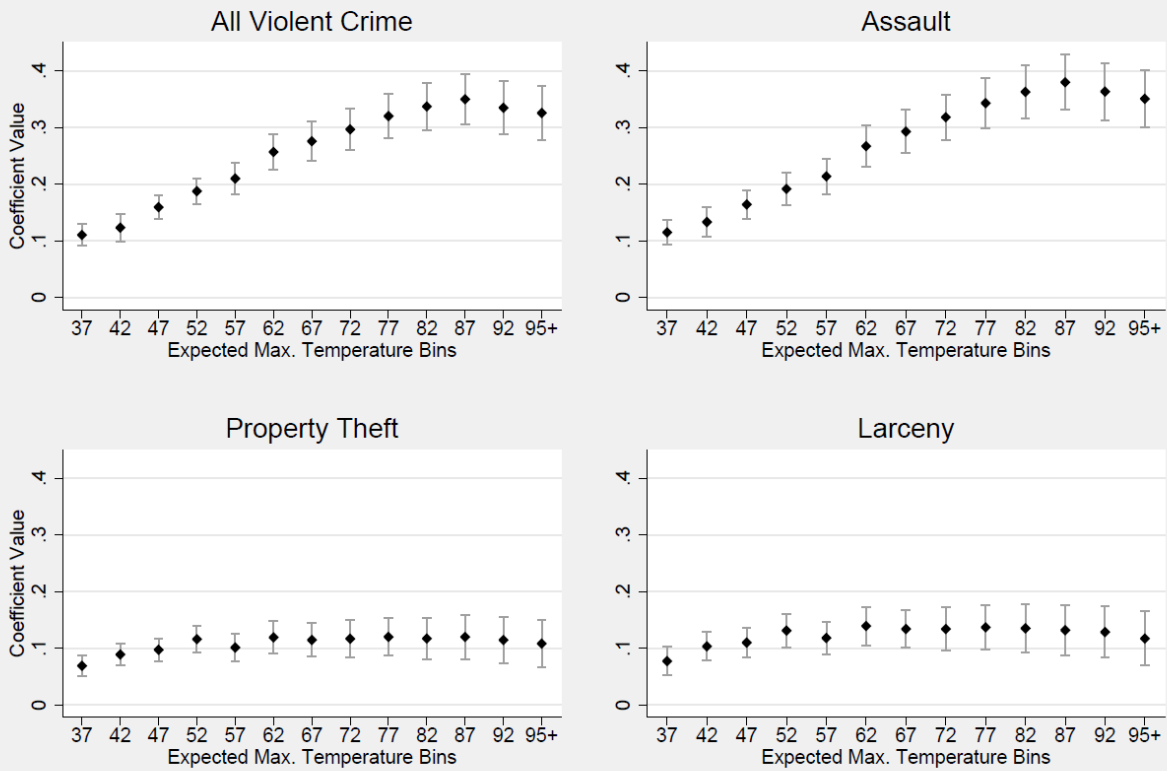 All Violent Crime
Coefficient Value
.4
.3
.2
.1
0
37 42 47 52 57 62 67 72 77 82 87 92 95+
Expected Max. Temperature Bins
Assault
.4
.3
.2
.1
0
37 42 47 52 57 62 67 72 77 82 87 92 95+
Expected Max. Temperature Bins
Property Theft
Coefficient Value
.4
.3
.2
.1
0
37 42 47 52 57 62 67 72 77 82 87 92 95+
Expected Max. Temperature Bins
Larceny
.4
.3
.2
.1
0
37 42 47 52 57 62 67 72 77 82 87 92 95+
Expected Max. Temperature Bins